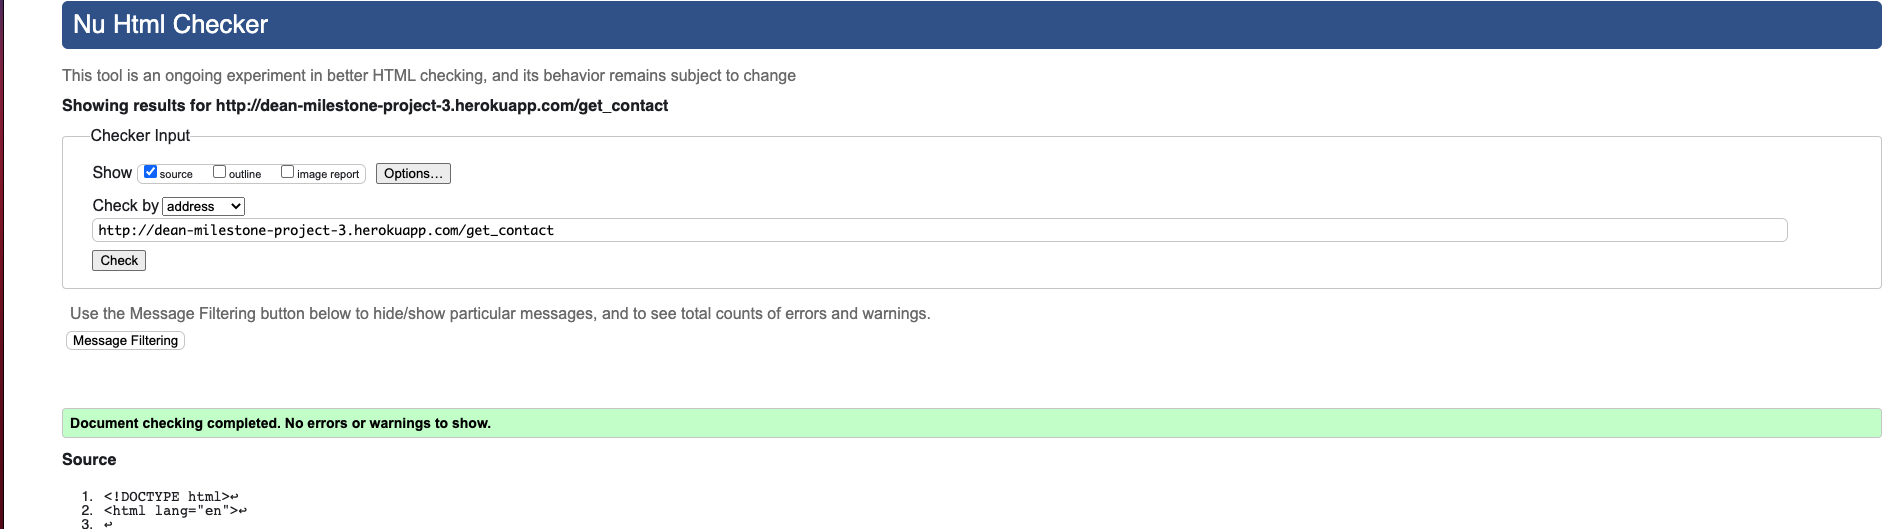 Nu Html Checker
This tool is an ongoing experiment in better HTML checking, and its behavior remains subject to change
Showing results for http://dean-milestone-project-3.herokuapp.com/get_contact
Checker Input
Show source outline image report Options...
Check by address
http://dean-milestone-project-3.herokuapp.com/get_contact
Check
Use the Message Filtering button below to hide/show particular messages, and to see total counts of errors and warnings.
Message Filtering
Document checking completed. No errors or warnings to show.
Source
1. <!DOCTYPE html>↩
2. <html lang="en">↩
3. ↩